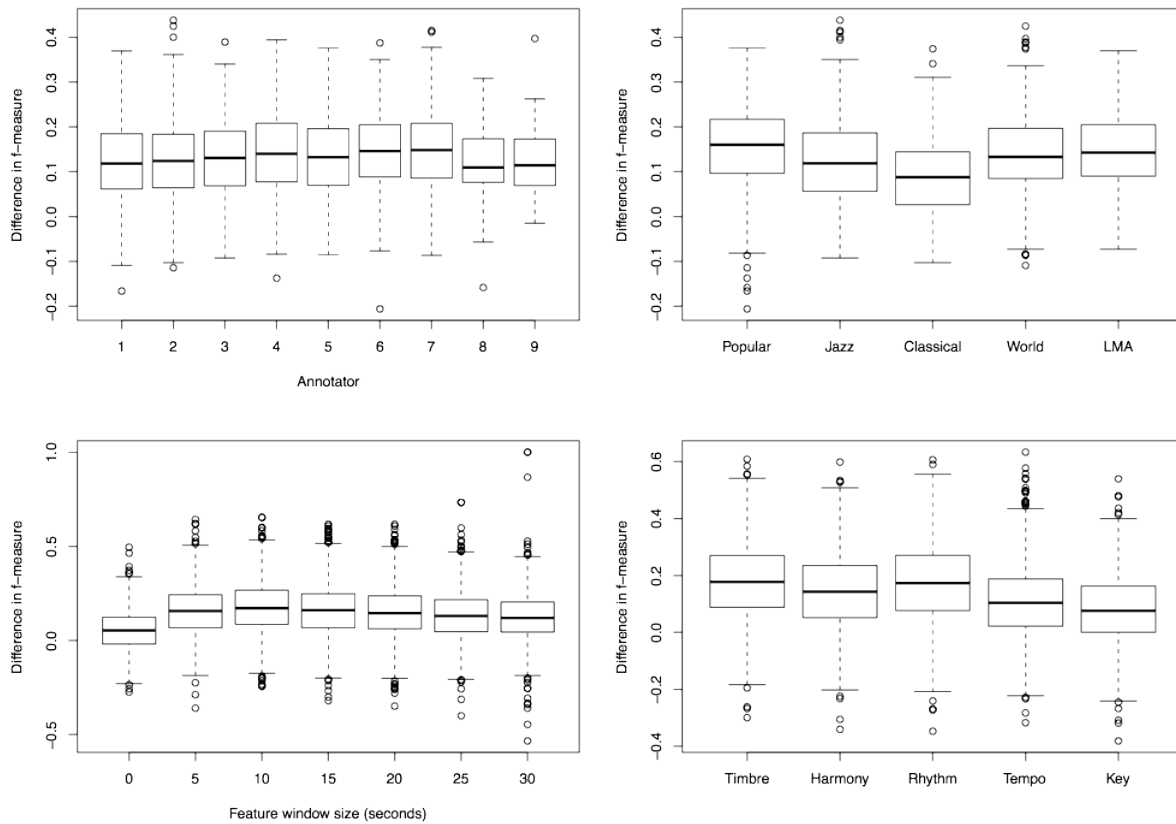 Difference in f−measure
0.4
0.3
0.2
0.1
0.0
−0.1
−0.2
1 2 3 4 5 6 7 8 9
Annotator
Difference in f−measure
0.4
0.3
0.2
0.1
0.0
−0.1
−0.2
Popular Jazz Classical World LMA
Difference in f−measure
1.0
0.5
0.0
−0.5
0 5 10 15 20 25 30
Feature window size (seconds)
Difference in f−measure
0.6
0.4
0.2
0.0
−0.2
−0.4
Timbre Harmony Rhythm Tempo Key